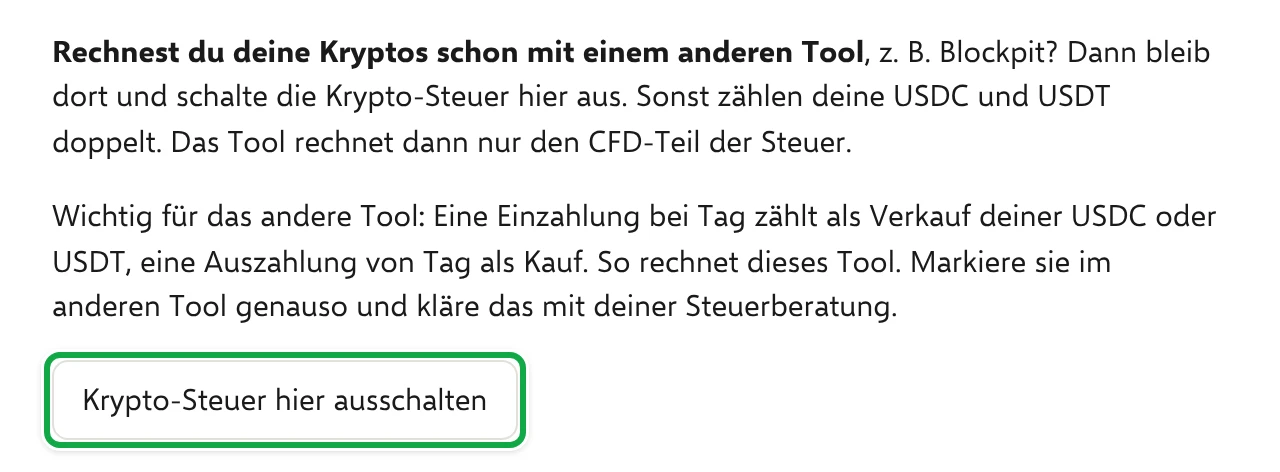 Rechnest du deine Kryptos schon mit einem anderen Tool, z. B. Blockpit? Dann bleib
dort und schalte die Krypto-Steuer hier aus. Sonst zählen deine USDC und USDT
doppelt. Das Tool rechnet dann nur den CFD-Teil der Steuer.
Wichtig für das andere Tool: Eine Einzahlung bei Tag zählt als Verkauf deiner USDC oder
USDT, eine Auszahlung von Tag als Kauf. So rechnet dieses Tool. Markiere sie im
anderen Tool genauso und kläre das mit deiner Steuerberatung.
Krypto-Steuer hier ausschalten